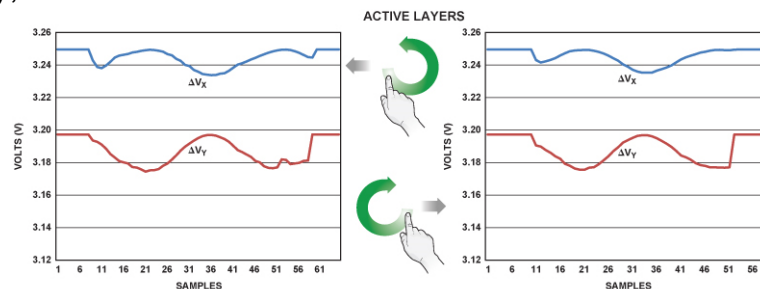 ACTIVE LAYERS
3.26
3.24
3.22
3.20
3.18
3.16
3.14
3.12
VOLTS (V)
ΔVX
ΔVY
1 6 11 16 21 26 31 36 41 46 51 56 61
SAMPLES
3.26
3.24
3.22
3.20
3.18
3.16
3.14
3.12
VOLTS (V)
ΔVX
ΔVY
1 6 11 16 21 26 31 36 41 46 51 56
SAMPLES